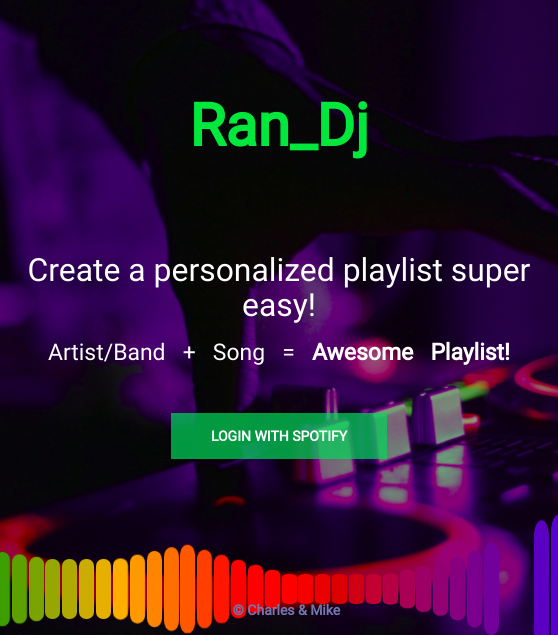 Ran_Dj
Create a personalized playlist super
easy!
Artist/Band + Song = Awesome Playlist!
LOGIN WITH SPOTIFY
© Charles & Mike